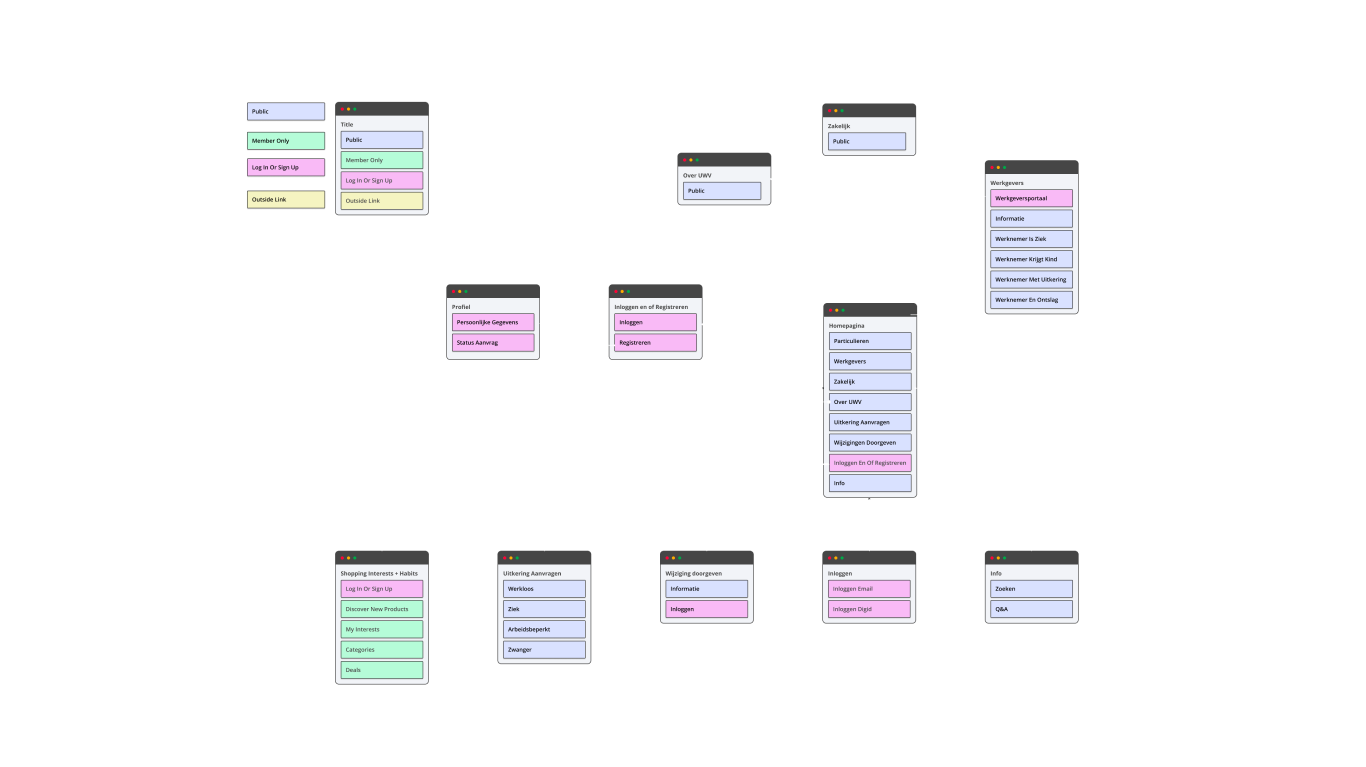 Public
Member Only
Log In Or Sign Up
Outside Link
Title
Public
Member Only
Log In Or Sign Up
Outside Link
Over UWV
Public
Zakelijk
Public
Werkgevers
Werkgeversportaal
Informatie
Werknemer Is Ziek
Werknemer Krijgt Kind
Werknemer Met Uitkering
Werknemer En Ontslag
Profiel
Persoonlijke Gegevens
Status Aanvrag
Inloggen en of Registreren
Inloggen
Registreren
Homepagina
Particulieren
Werkgevers
Zakelijk
Over UWV
Uitkering Aanvragen
Wijzigingen Doorgeven
Inloggen En Of Registreren
Info
Shopping Interests + Habits
Log In Or Sign Up
Discover New Products
My Interests
Categories
Deals
Uitkering Aanvragen
Werkloos
Ziek
Arbeidsbeperkt
Zwanger
Wijziging doorgeven
Informatie
Inloggen
Inloggen
Inloggen Email
Inloggen Digid
Info
Zoeken
Q&A